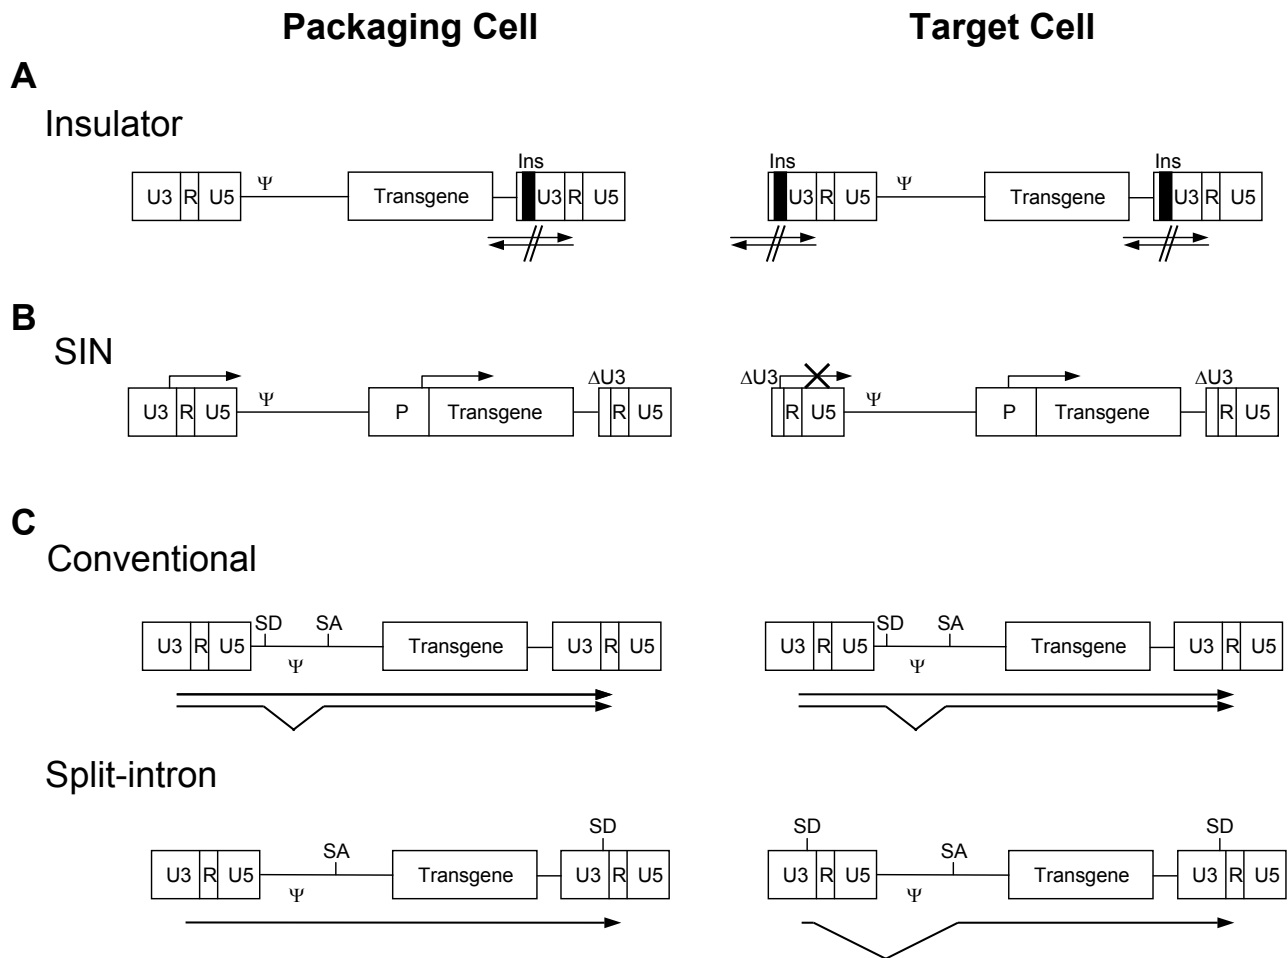 Packaging Cell Target Cell
A
Insulator
Ins Ins Ins
U3 R U5 Ψ Transgene U3 R U5 U3 R U5 Ψ Transgene U3 R U5
B
SIN
ΔU3 ΔU3 ΔU3
U3 R U5 Ψ P Transgene R U5 R U5 Ψ P Transgene R U5
C
Conventional
SD SA SD SA
U3 R U5 Ψ Transgene U3 R U5 U3 R U5 Ψ Transgene U3 R U5
Split-intron
SD SD SD
SA SA
U3 R U5 Ψ Transgene U3 R U5 U3 R U5 Ψ Transgene U3 R U5